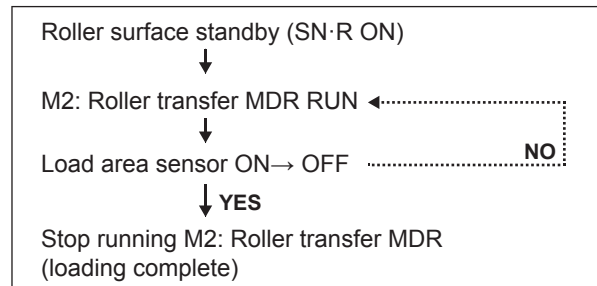 Roller surface standby (SN·R ON)
M2: Roller transfer MDR RUN
Load area sensor ON→ OFF
NO
YES
Stop running M2: Roller transfer MDR
(loading complete)